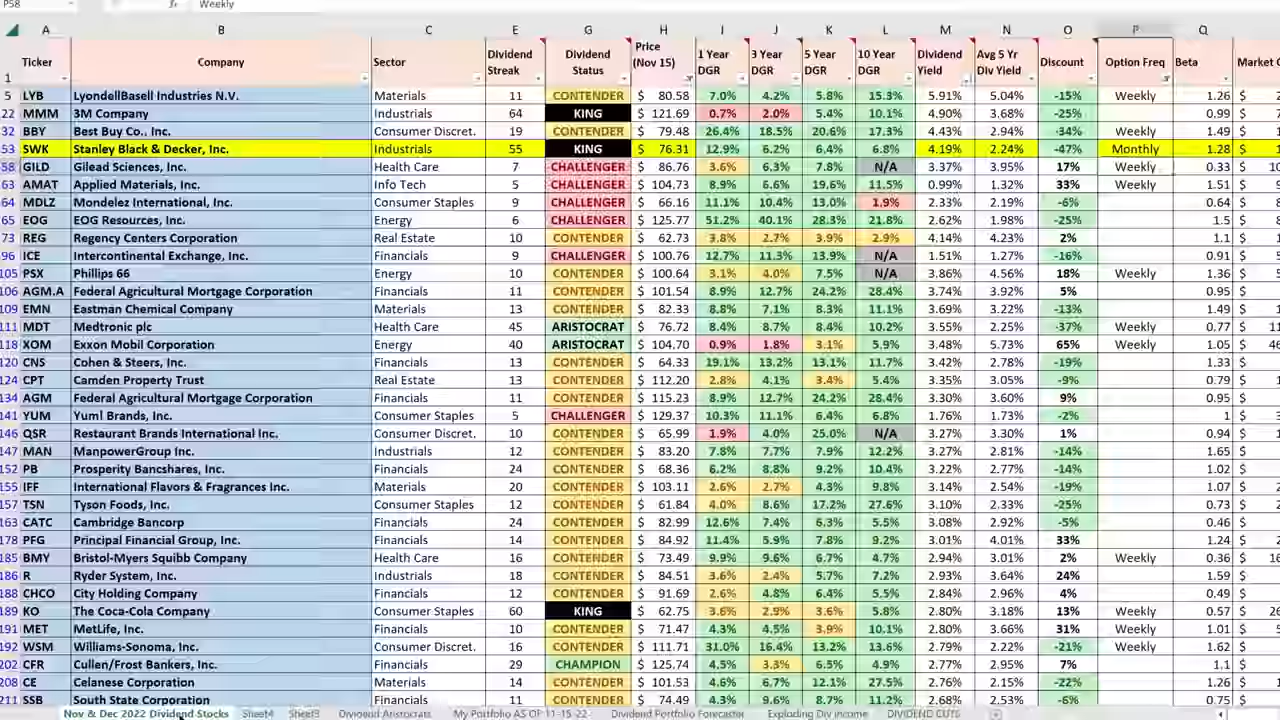 P58 Weekly
A B C E G H I J K L M N O P Q
1 Ticker Company Sector Dividend Streak Dividend Status Price (Nov 15) 1 Year DGR 3 Year DGR 5 Year DGR 10 Year DGR Dividend Yield Avg 5 Yr Div Yield Discount Option Freq Beta Market C
5 LYB LyondellBasell Industries N.V. Materials 11 CONTENDER $ 80.58 7.0% 4.2% 5.8% 15.3% 5.91% 5.04% -15% Weekly 1.26 $ 2
22 MMM 3M Company Industrials 64 KING $ 121.69 0.7% 2.0% 5.4% 10.1% 4.90% 3.68% -25% 0.99 $ 6
32 BBY Best Buy Co., Inc. Consumer Discret. 19 CONTENDER $ 79.48 26.4% 18.5% 20.6% 17.3% 4.43% 2.94% -34% Weekly 1.49 $ 1
53 SWK Stanley Black & Decker, Inc. Industrials 55 KING $ 76.31 12.9% 6.2% 6.4% 6.8% 4.19% 2.24% -47% Monthly 1.28 $ 1
58 GILD Gilead Sciences, Inc. Health Care 7 CHALLENGER $ 86.76 3.6% 6.3% 7.8% N/A 3.37% 3.95% 17% Weekly 0.33 $ 10
63 AMAT Applied Materials, Inc. Info Tech 5 CHALLENGER $ 104.73 8.9% 6.6% 19.6% 11.5% 0.99% 1.32% 33% Weekly 1.51 $ 8
64 MDLZ Mondelez International, Inc. Consumer Staples 9 CHALLENGER $ 66.16 11.1% 10.4% 13.0% 1.9% 2.33% 2.19% -6% 0.64 $ 8
65 EOG EOG Resources, Inc. Energy 6 CHALLENGER $ 125.77 51.2% 40.1% 28.3% 21.8% 2.62% 1.98% -25% 1.5 $ 7
73 REG Regency Centers Corporation Real Estate 10 CONTENDER $ 62.73 3.8% 2.7% 3.9% 2.9% 4.14% 4.23% 2% 1.1 $ 1
96 ICE Intercontinental Exchange, Inc. Financials 9 CHALLENGER $ 100.76 12.7% 11.3% 13.9% N/A 1.51% 1.27% -16% 0.91 $ 5
105 PSX Phillips 66 Energy 10 CONTENDER $ 100.64 3.1% 4.0% 7.5% N/A 3.86% 4.56% 18% Weekly 1.36 $ 5
106 AGM.A Federal Agricultural Mortgage Corporation Financials 11 CONTENDER $ 101.54 8.9% 12.7% 24.2% 28.4% 3.74% 3.92% 5% 0.95 $
109 EMN Eastman Chemical Company Materials 13 CONTENDER $ 82.33 8.8% 7.1% 8.3% 11.1% 3.69% 3.22% -13% 1.49 $
111 MDT Medtronic plc Health Care 45 ARISTOCRAT $ 76.72 8.4% 8.7% 8.4% 10.2% 3.55% 2.25% -37% Weekly 0.77 $ 11
118 XOM Exxon Mobil Corporation Energy 40 ARISTOCRAT $ 104.70 0.9% 1.8% 3.1% 5.9% 3.48% 5.73% 65% Weekly 1.05 $ 46
120 CNS Cohen & Steers, Inc. Financials 13 CONTENDER $ 64.33 19.1% 13.2% 13.1% 11.7% 3.42% 2.78% -19% 1.33 $
124 CPT Camden Property Trust Real Estate 13 CONTENDER $ 112.20 2.8% 4.1% 3.4% 5.4% 3.35% 3.05% -9% 0.79 $ 1
134 AGM Federal Agricultural Mortgage Corporation Financials 11 CONTENDER $ 115.23 8.9% 12.7% 24.2% 28.4% 3.30% 3.60% 9% 0.95 $
141 YUM Yum! Brands, Inc. Consumer Staples 5 CHALLENGER $ 129.37 10.3% 11.1% 6.4% 6.8% 1.76% 1.73% -2% 1 $ 3
146 QSR Restaurant Brands International Inc. Consumer Discret. 10 CONTENDER $ 65.99 1.9% 4.0% 25.0% N/A 3.27% 3.30% 1% 0.94 $ 2
147 MAN ManpowerGroup Inc. Industrials 12 CONTENDER $ 83.20 7.8% 7.7% 7.9% 12.2% 3.27% 2.81% -14% 1.65 $
152 PB Prosperity Bancshares, Inc. Financials 24 CONTENDER $ 68.36 6.2% 8.8% 9.2% 10.4% 3.22% 2.77% -14% 1.02 $
155 IFF International Flavors & Fragrances Inc. Materials 20 CONTENDER $ 103.11 2.6% 2.7% 4.3% 9.8% 3.14% 2.54% -19% 1.07 $ 2
157 TSN Tyson Foods, Inc. Consumer Staples 12 CONTENDER $ 61.84 4.0% 8.6% 17.2% 27.6% 3.10% 2.33% -25% 0.73 $ 2
163 CATC Cambridge Bancorp Financials 24 CONTENDER $ 82.99 12.6% 7.4% 6.3% 5.5% 3.08% 2.92% -5% 0.46 $
178 PFG Principal Financial Group, Inc. Financials 14 CONTENDER $ 84.92 11.4% 5.9% 7.8% 9.2% 3.01% 4.01% 33% 1.24 $ 2
185 BMY Bristol-Myers Squibb Company Health Care 16 CONTENDER $ 73.49 9.9% 9.6% 6.7% 4.7% 2.94% 3.01% 2% Weekly 0.36 $ 16
186 R Ryder System, Inc. Industrials 18 CONTENDER $ 84.51 3.6% 2.4% 5.7% 7.2% 2.93% 3.64% 24% 1.59 $
188 CHCO City Holding Company Financials 12 CONTENDER $ 91.69 2.6% 4.8% 6.4% 5.5% 2.84% 2.96% 4% 0.49 $
189 KO The Coca-Cola Company Consumer Staples 60 KING $ 62.75 3.6% 2.9% 3.6% 5.8% 2.80% 3.18% 13% Weekly 0.57 $ 26
191 MET MetLife, Inc. Financials 10 CONTENDER $ 71.47 4.3% 4.5% 3.9% 10.1% 2.80% 3.66% 31% Weekly 1.01 $ 5
192 WSM Williams-Sonoma, Inc. Consumer Discret. 16 CONTENDER $ 111.71 31.0% 16.4% 13.2% 13.6% 2.79% 2.22% -21% Weekly 1.62 $
202 CFR Cullen/Frost Bankers, Inc. Financials 29 CHAMPION $ 125.74 4.5% 3.3% 6.5% 4.9% 2.77% 2.95% 7% 1.1 $
208 CE Celanese Corporation Materials 14 CONTENDER $ 101.53 4.6% 6.7% 12.1% 27.5% 2.76% 2.15% -22% 1.26 $ 1
211 SSB South State Corporation Financials 11 CONTENDER $ 74.49 4.3% 9.6% 8.7% 11.2% 2.68% 2.53% -6% 0.75 $
Nov & Dec 2022 Dividend Stocks Sheet4 Sheet3 Dividend Aristocrats My Portfolio AS OF 11-15-22 Dividend Portfolio Forecaster Exploding Div Income DIVIDEND CUTS